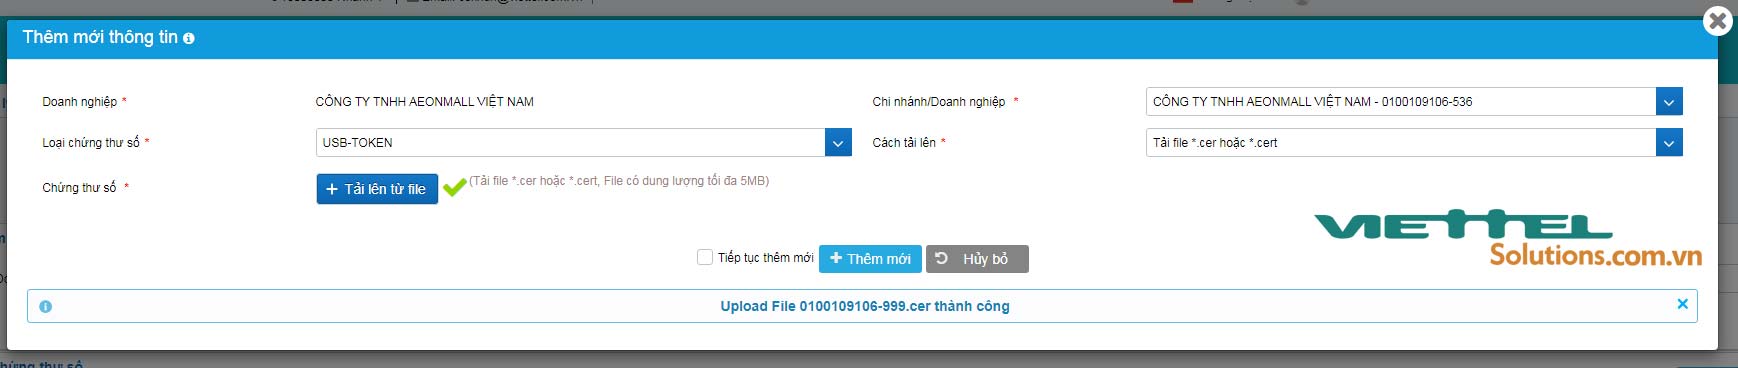 Thêm mới thông tin
Doanh nghiệp *
CÔNG TY TNHH AEONMALL VIỆT NAM
Chi nhánh/Doanh nghiệp *
CÔNG TY TNHH AEONMALL VIỆT NAM - 0100109106-536
Loại chứng thư số *
USB-TOKEN
Cách tải lên *
Tải file *.cer hoặc *.cert
Chứng thư số *
+ Tải lên từ file
(Tải file *.cer hoặc *.cert, File có dung lượng tối đa 5MB)
VIETTEL
Solutions.com.vn
Tiếp tục thêm mới
+ Thêm mới
Hủy bỏ
Upload File 0100109106-999.cer thành công